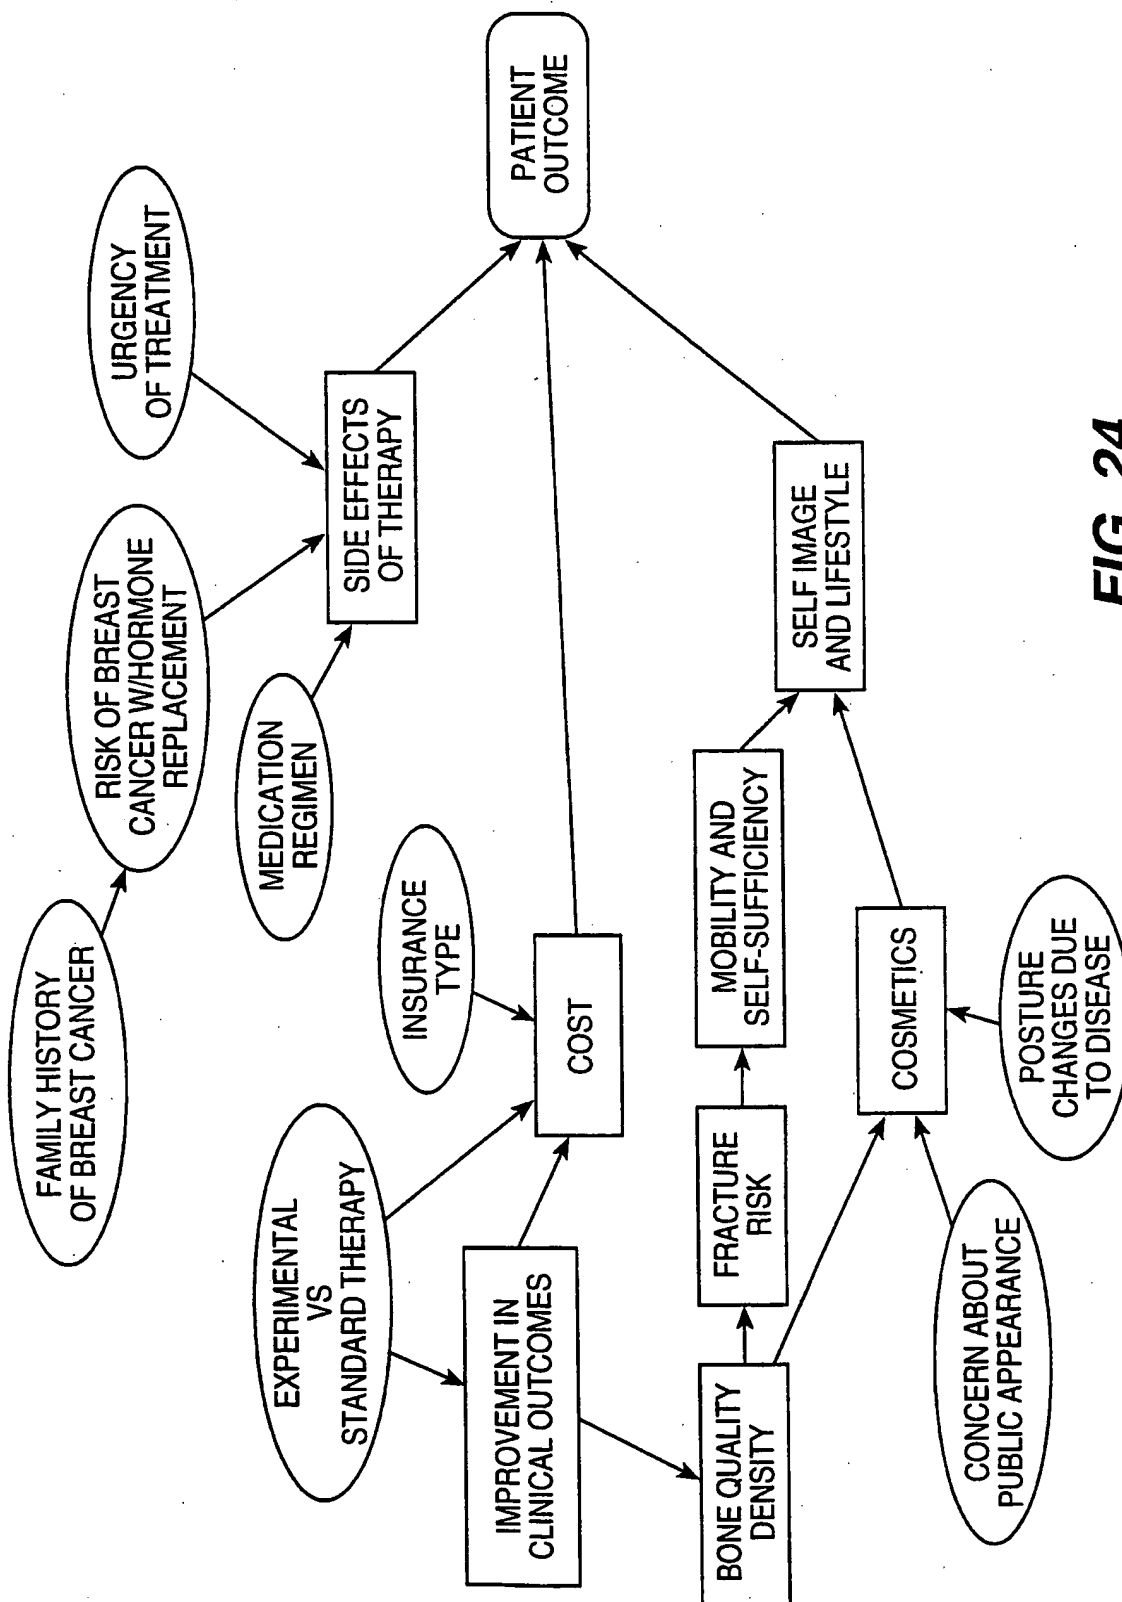 FAMILY HISTORY
OF BREAST CANCER
RISK OF BREAST
CANCER W/HORMONE
REPLACEMENT
URGENCY
OF TREATMENT
EXPERIMENTAL
VS
STANDARD THERAPY
MEDICATION
REGIMEN
SIDE EFFECTS
OF THERAPY
INSURANCE
TYPE
IMPROVEMENT IN
CLINICAL OUTCOMES
COST
PATIENT
OUTCOME
BONE QUALITY
DENSITY
FRACTURE
RISK
MOBILITY AND
SELF-SUFFICIENCY
SELF IMAGE
AND LIFESTYLE
COSMETICS
CONCERN ABOUT
PUBLIC APPEARANCE
POSTURE
CHANGES DUE
TO DISEASE
FIG. 24